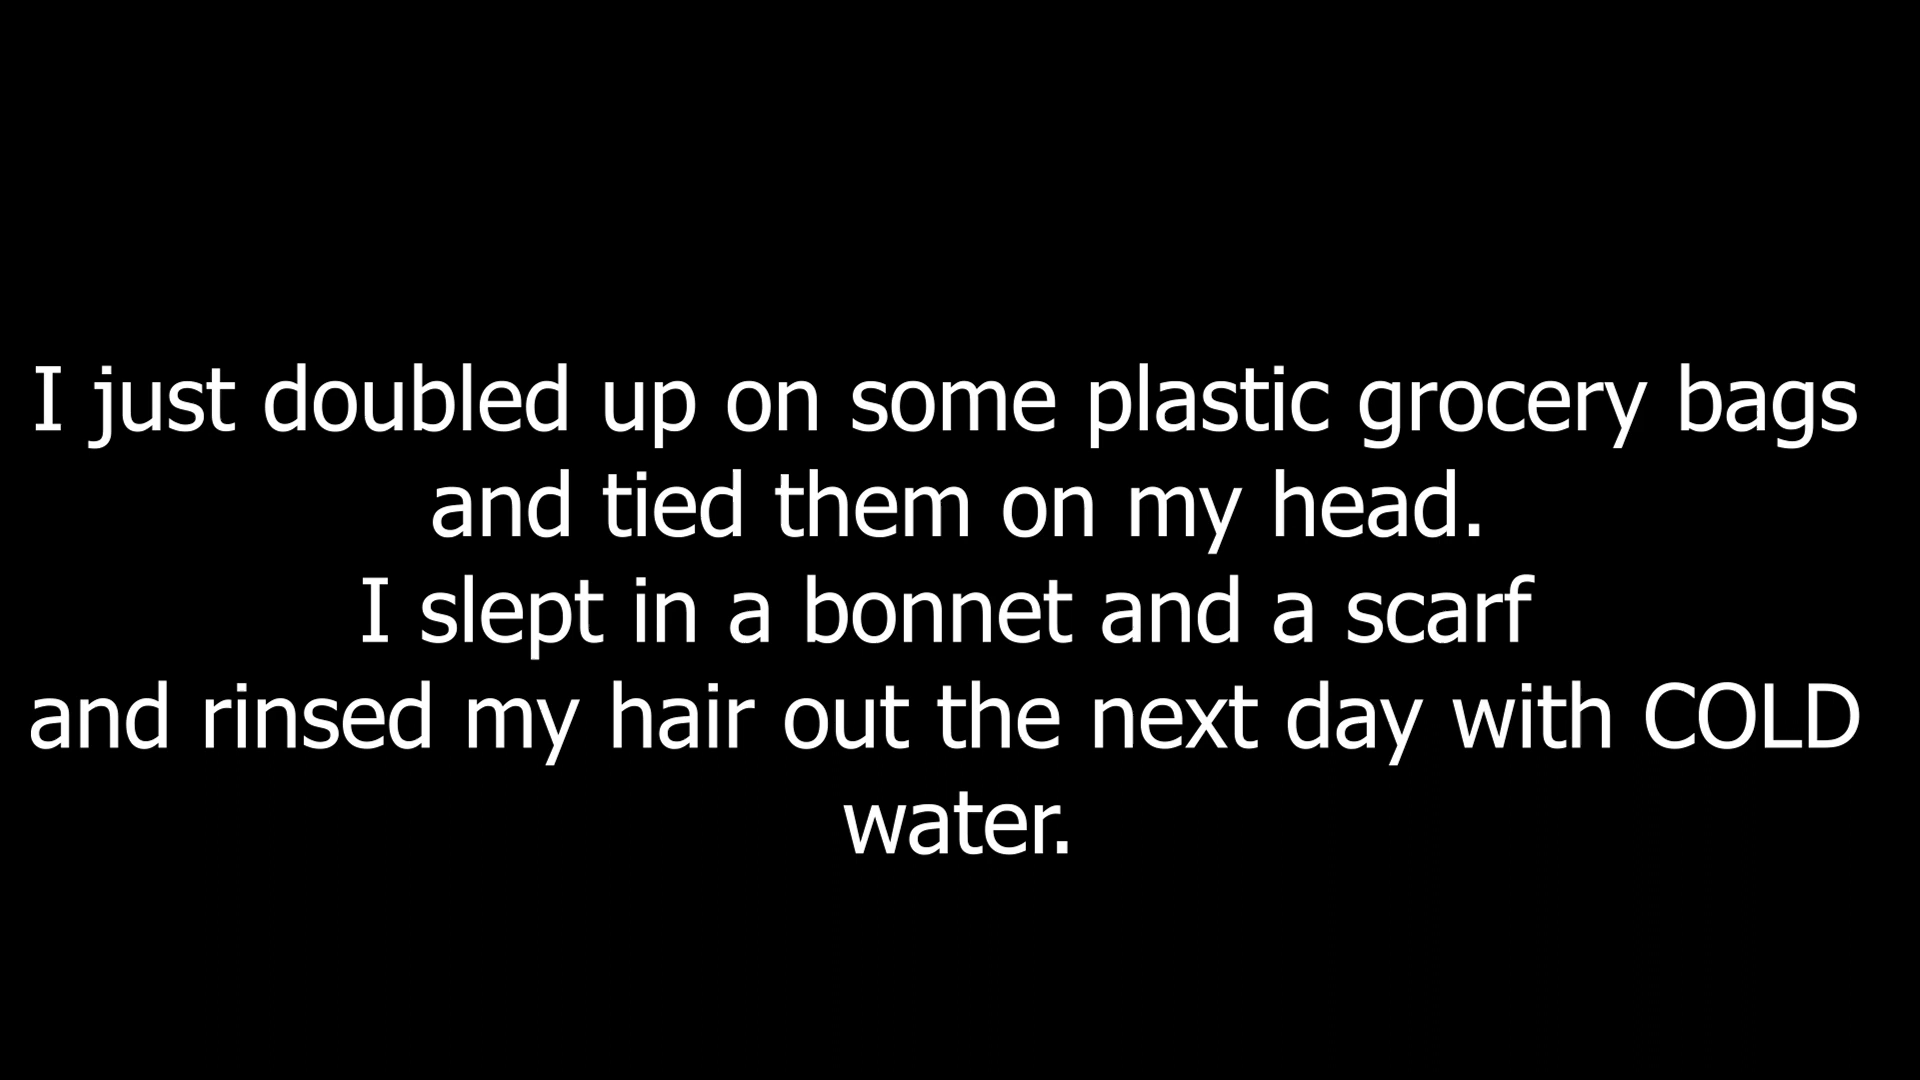 I just doubled up on some plastic grocery bags
and tied them on my head.
I slept in a bonnet and a scarf
and rinsed my hair out the next day with COLD
water.